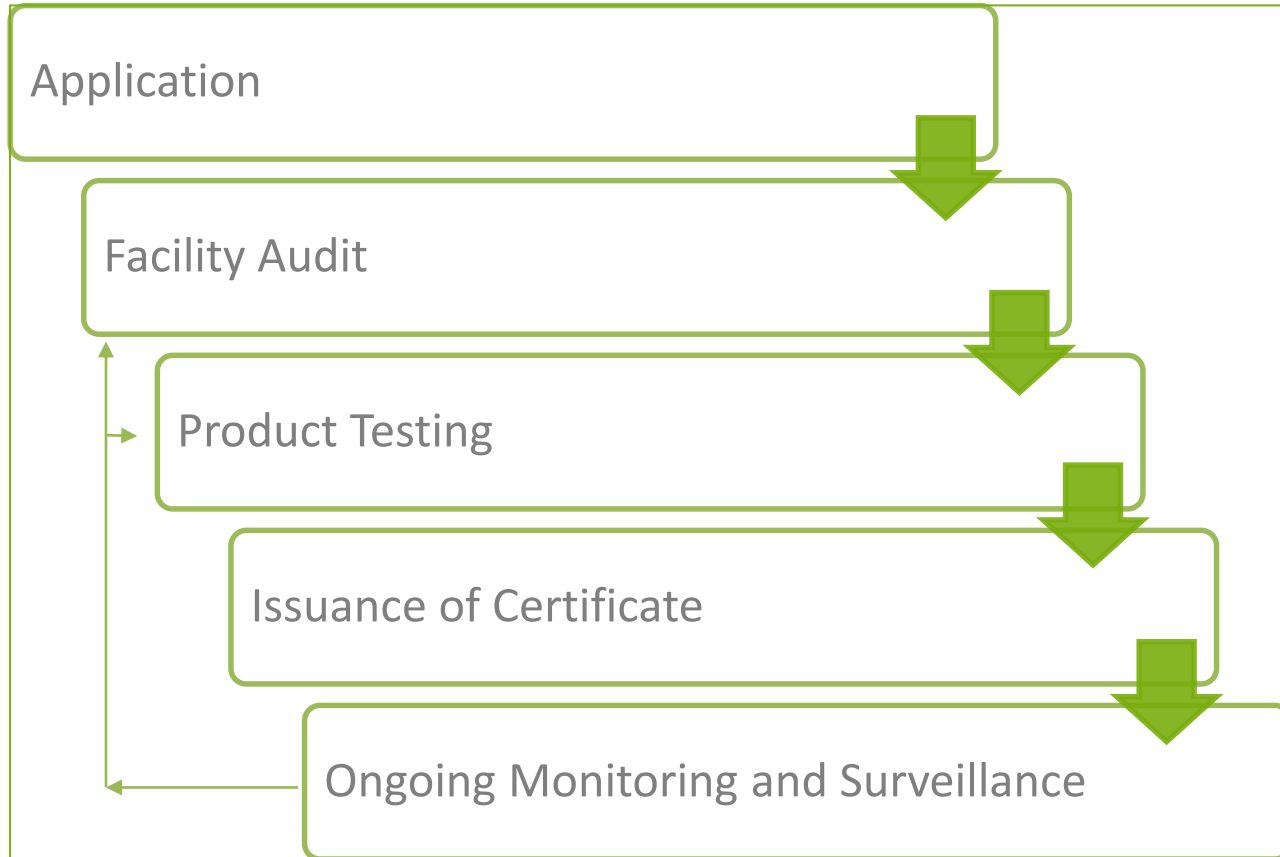 Application
Facility Audit
Product Testing
Issuance of Certificate
Ongoing Monitoring and Surveillance